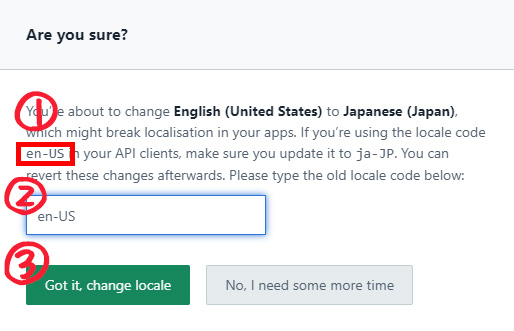 Are you sure?
①
You're about to change English (United States) to Japanese (Japan),
which might break localisation in your apps. If you're using the locale code
en-US in your API clients, make sure you update it to ja-JP. You can
revert these changes afterwards. Please type the old locale code below:
②
en-US
③
Got it, change locale
No, I need some more time